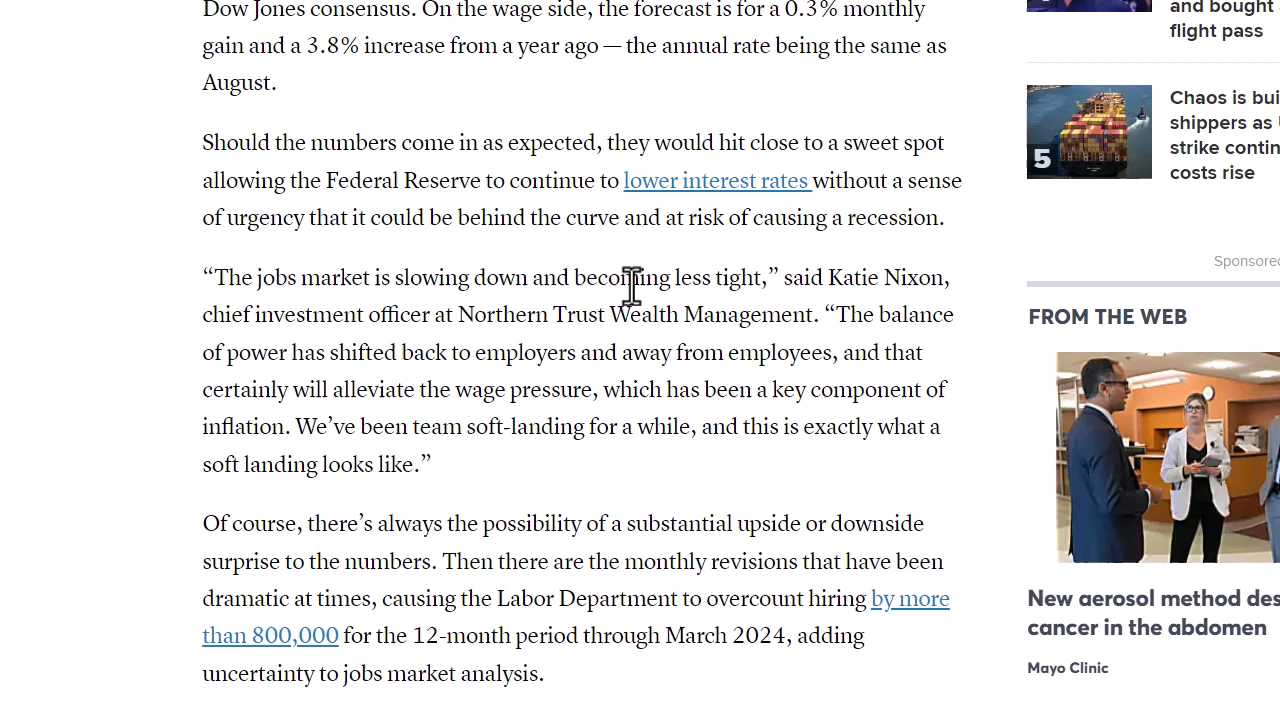 Dow Jones consensus. On the wage side, the forecast is for a 0.3% monthly
gain and a 3.8% increase from a year ago — the annual rate being the same as
August.
Should the numbers come in as expected, they would hit close to a sweet spot
allowing the Federal Reserve to continue to lower interest rates without a sense
of urgency that it could be behind the curve and at risk of causing a recession.
“The jobs market is slowing down and becoming less tight,” said Katie Nixon,
chief investment officer at Northern Trust Wealth Management. “The balance
of power has shifted back to employers and away from employees, and that
certainly will alleviate the wage pressure, which has been a key component of
inflation. We’ve been team soft-landing for a while, and this is exactly what a
soft landing looks like.”
Of course, there’s always the possibility of a substantial upside or downside
surprise to the numbers. Then there are the monthly revisions that have been
dramatic at times, causing the Labor Department to overcount hiring by more
than 800,000 for the 12-month period through March 2024, adding
uncertainty to jobs market analysis.
and bought
flight pass
5
Chaos is bui
shippers as
strike contin
costs rise
Sponsored
FROM THE WEB
New aerosol method des
cancer in the abdomen
Mayo Clinic